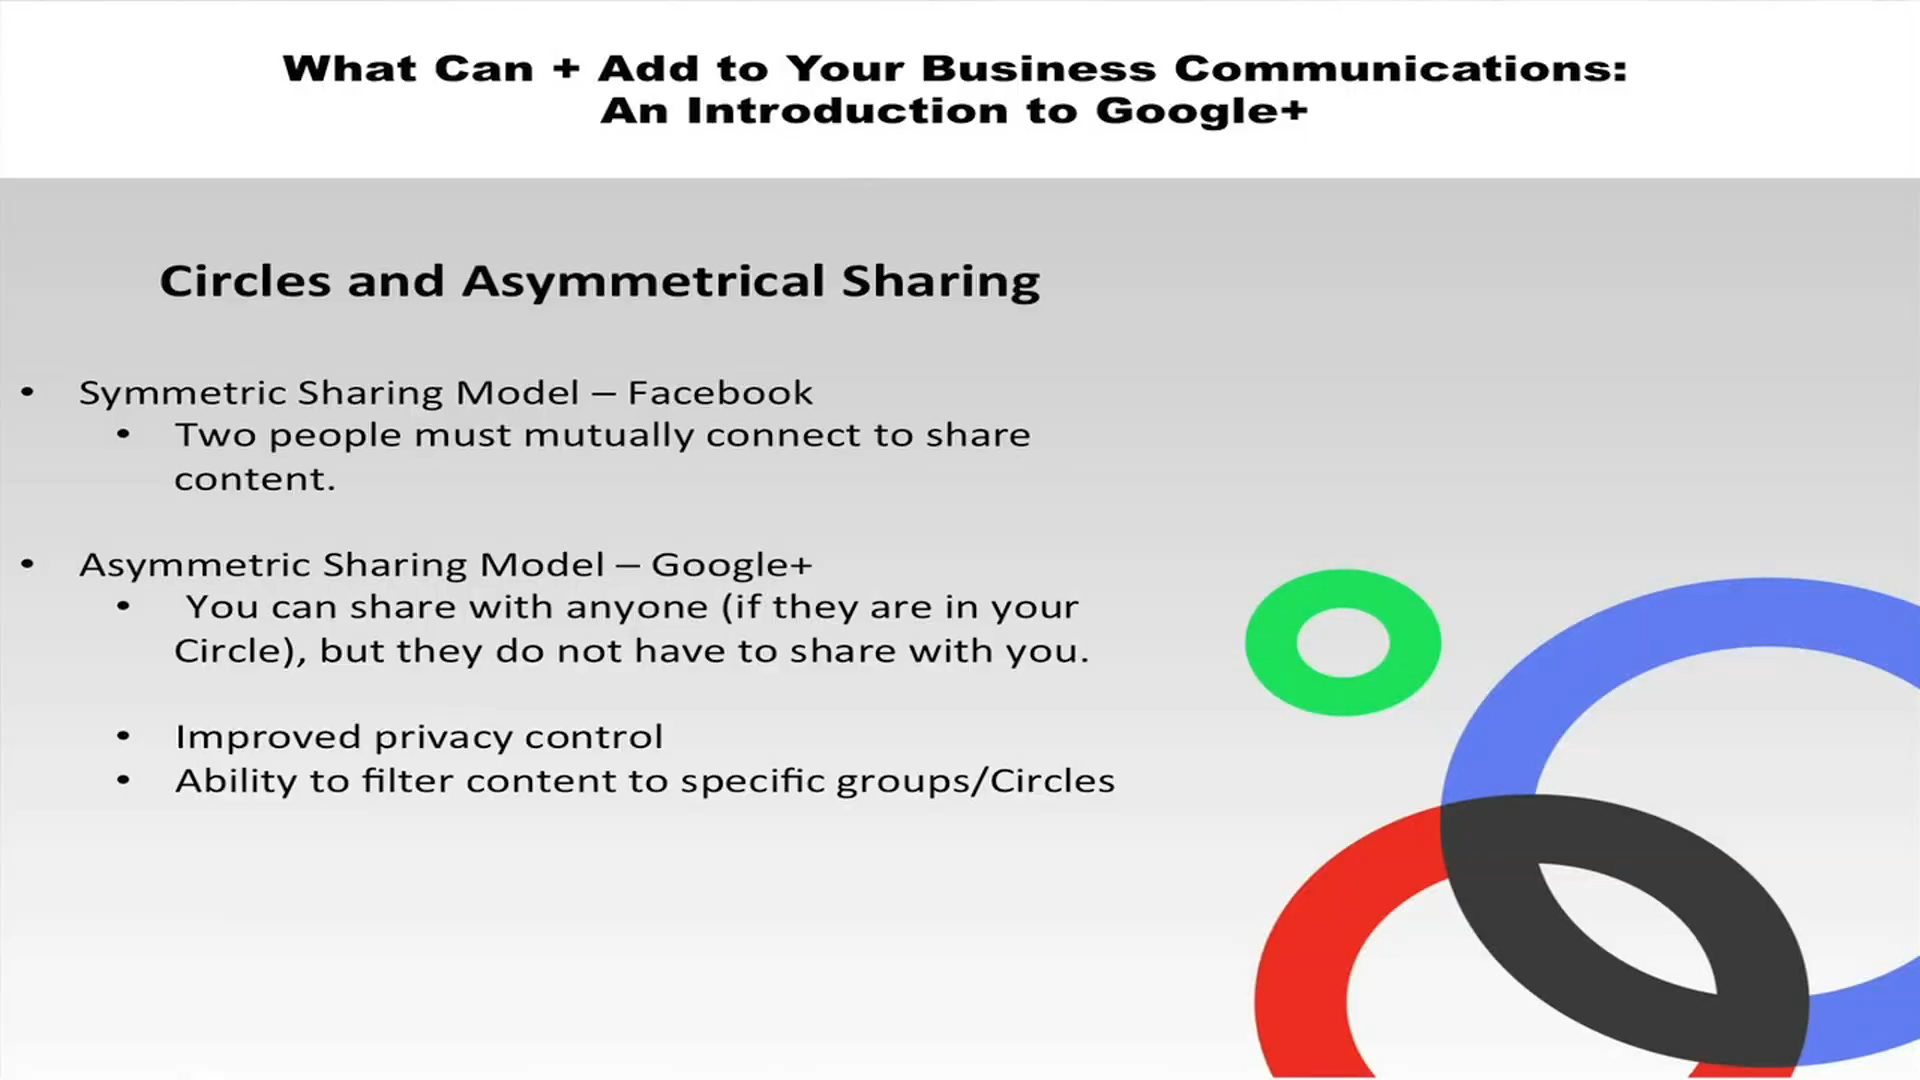 What Can + Add to Your Business Communications:
An Introduction to Google+
Circles and Asymmetrical Sharing
• Symmetric Sharing Model – Facebook
• Two people must mutually connect to share
content.
• Asymmetric Sharing Model – Google+
• You can share with anyone (if they are in your
Circle), but they do not have to share with you.
• Improved privacy control
• Ability to filter content to specific groups/Circles